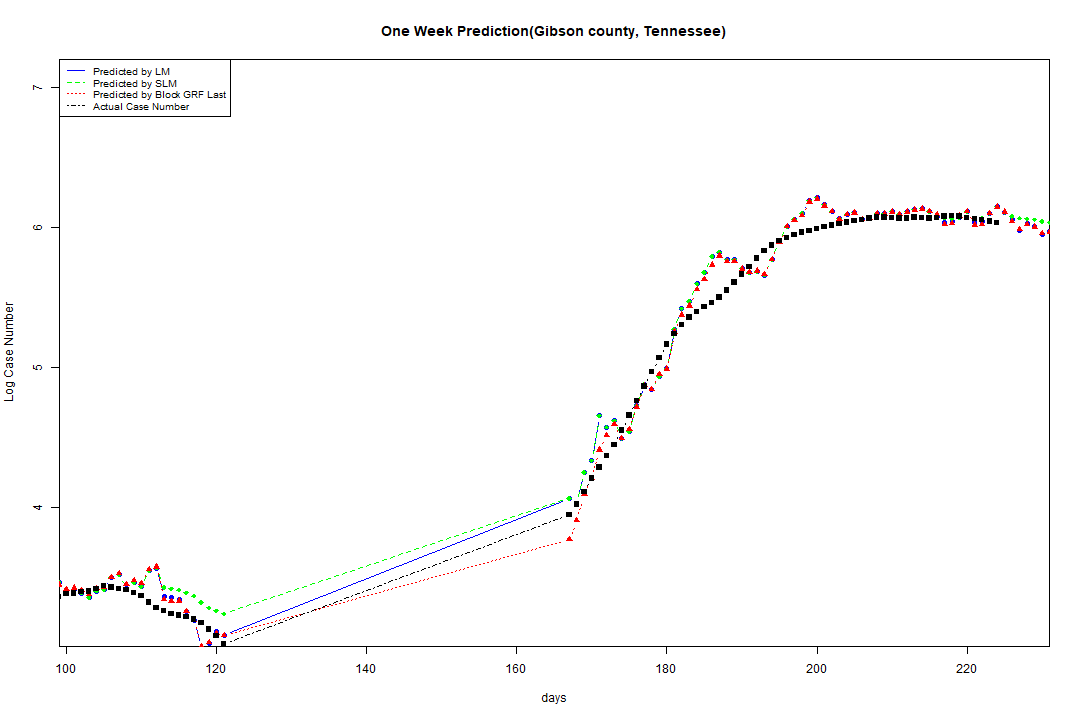 One Week Prediction(Gibson county, Tennessee)
Predicted by LM
Predicted by SLM
Predicted by Block GRF Last
Actual Case Number
7
6
5
4
Log Case Number
100 120 140 160 180 200 220
days